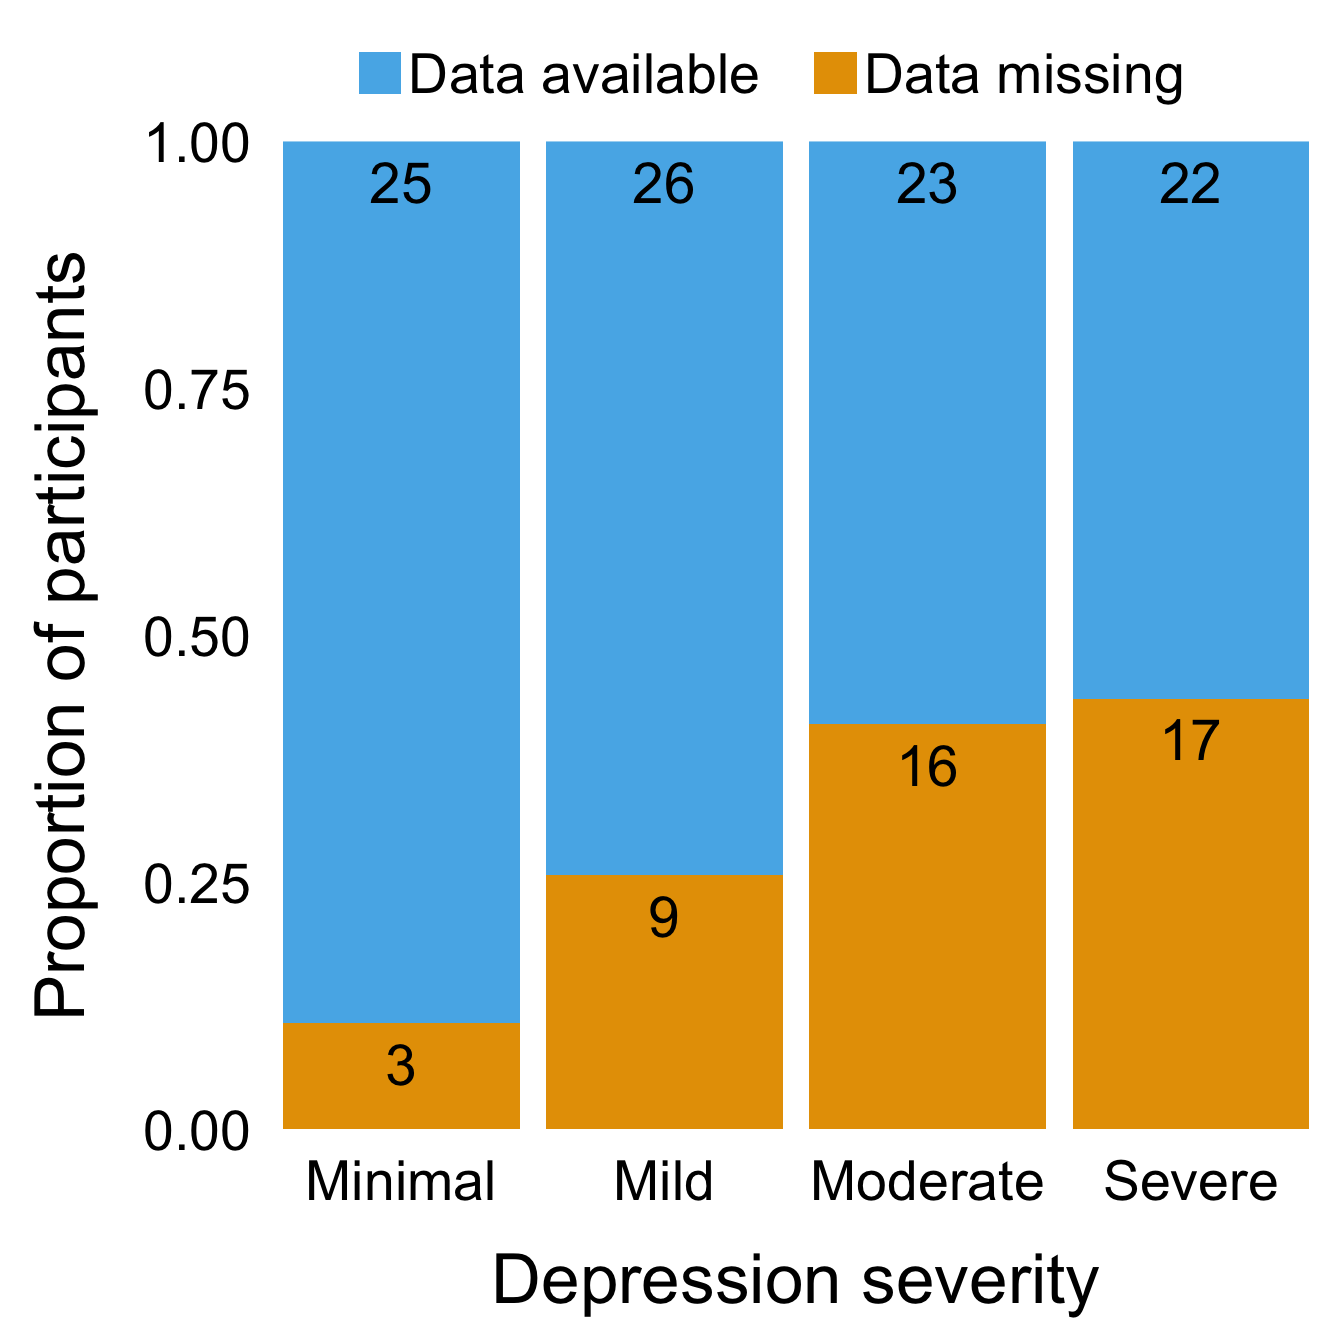 Data available Data missing
1.00
25 26 23 22
0.75
Proportion of participants
0.50
17
16
0.25
9
3
0.00
Minimal Mild Moderate Severe
Depression severity